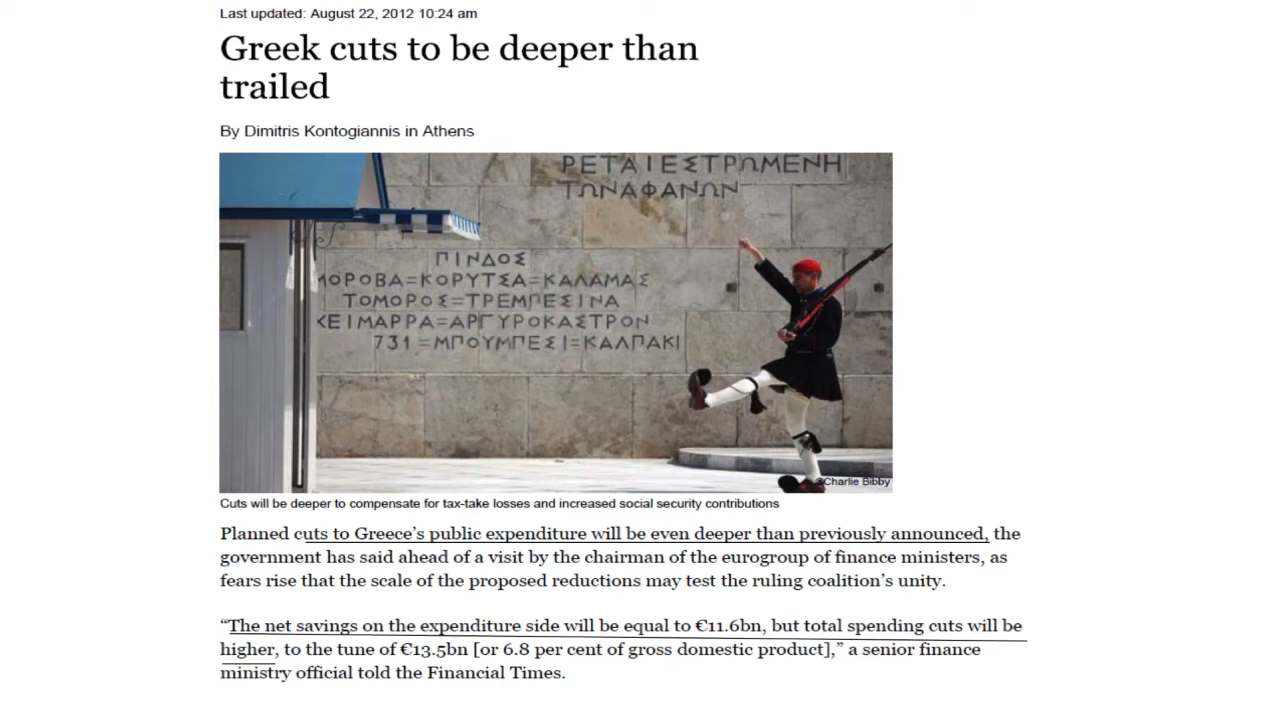 Last updated: August 22, 2012 10:24 am
Greek cuts to be deeper than
trailed
By Dimitris Kontogiannis in Athens
ΡΕΤΑΙΕΣΤΡΩΜΕΝΗ
ΤΩΝΑΦΑΝΩΝ
ΠΙΝΔΟΣ
ΜΟΡΟΒΑ=ΚΟΡΥΤΣΑ=ΚΑΛΑΜΑΣ
ΤΟΜΟΡΟΣ=ΤΡΕΜΠΕΣΙΝΑ
ΧΕΙΜΑΡΡΑ=ΑΡΓΥΡΟΚΑΣΤΡΟΝ
731=ΜΠΟΥΜΠΕΣΙ=ΚΑΛΠΑΚΙ
©Charlie Bibby
Cuts will be deeper to compensate for tax-take losses and increased social security contributions
Planned cuts to Greece's public expenditure will be even deeper than previously announced, the
government has said ahead of a visit by the chairman of the eurogroup of finance ministers, as
fears rise that the scale of the proposed reductions may test the ruling coalition's unity.
“The net savings on the expenditure side will be equal to €11.6bn, but total spending cuts will be
higher, to the tune of €13.5bn [or 6.8 per cent of gross domestic product],” a senior finance
ministry official told the Financial Times.